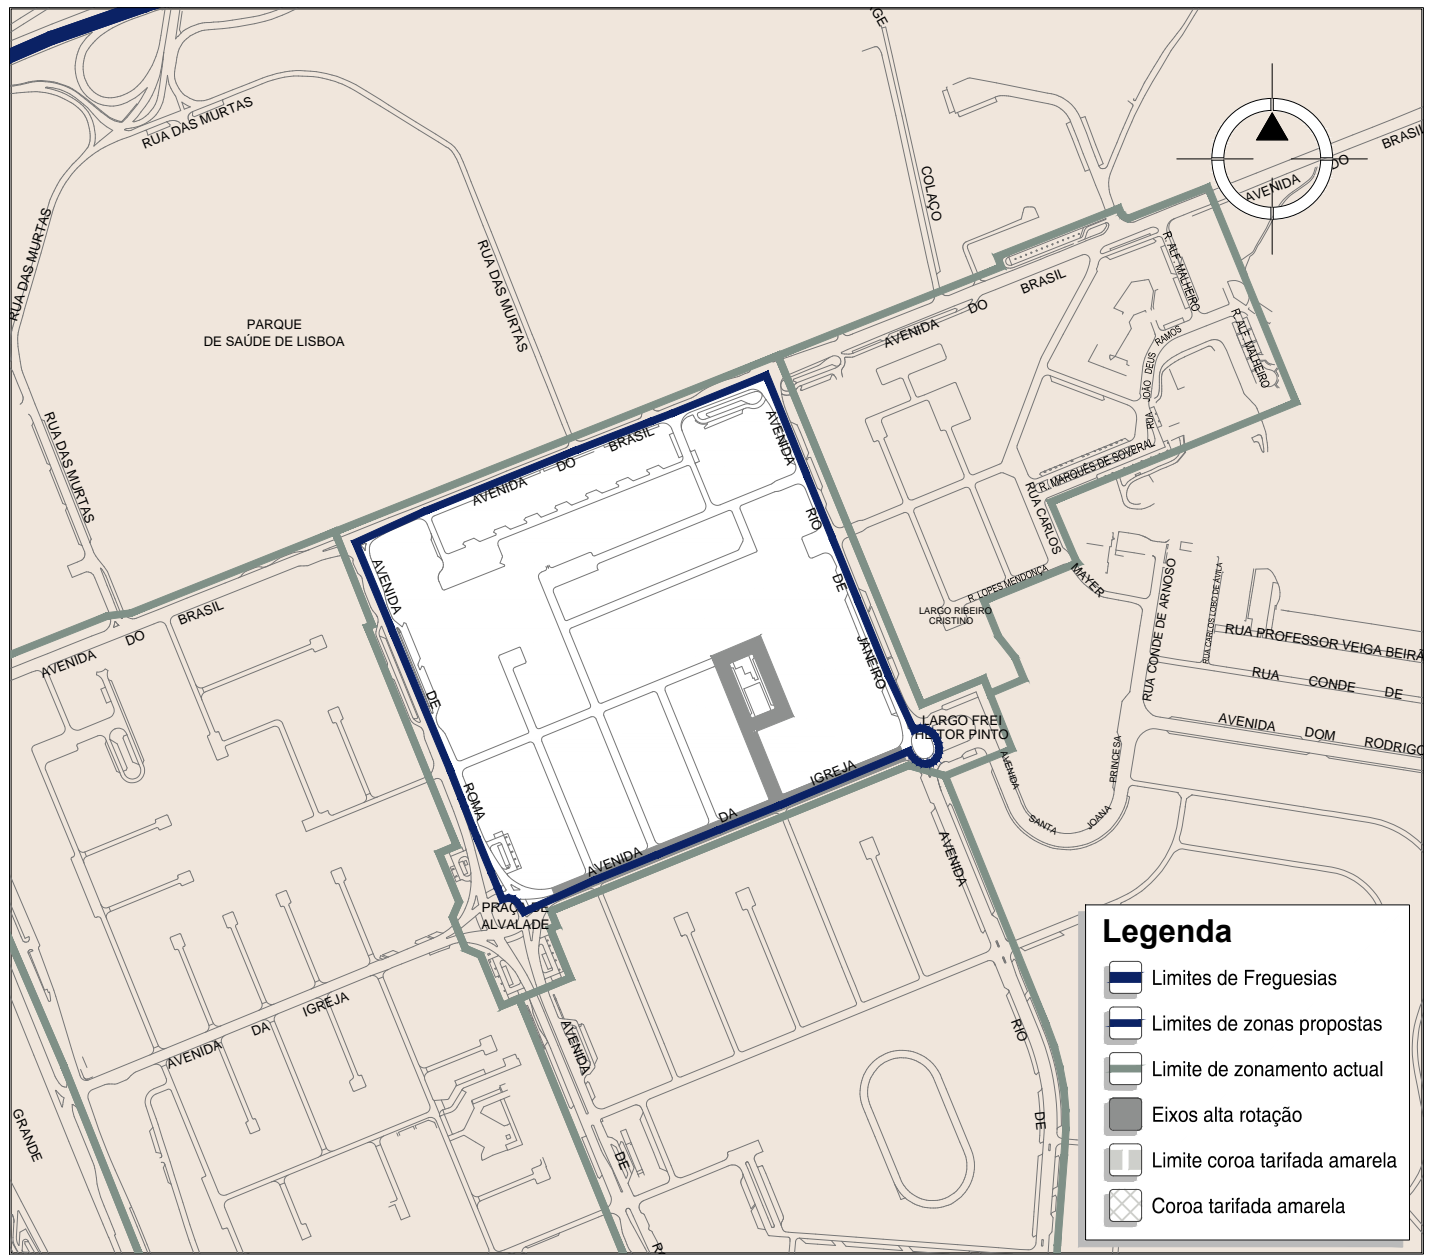 RUA DAS MURTAS
RUA DAS MURTAS
RUA DAS MURTAS
RUA DAS MURTAS
PARQUE
DE SAÚDE DE LISBOA
COLAÇO
AVENIDA DO BRASIL
AVENIDA DO BRASIL
AVENIDA DO BRASIL
AVENIDA DO BRASIL
R. ALF. MALHEIRO
R. ALF. MALHEIRO
RUA JOÃO DEUS RAMOS
R. MARQUÊS DE SOVERAL
RUA CARLOS MAYER
R. LOPES MENDONÇA
LARGO RIBEIRO
CRISTINO
AVENIDA RIO DE JANEIRO
AVENIDA DE ROMA
LARGO FREI
HEITOR PINTO
AVENIDA DA IGREJA
PRAÇA DE
ALVALADE
AVENIDA DA IGREJA
AVENIDA DE
AVENIDA RIO DE
GRANDE
RUA CONDE DE ARNOSO
RUA CARLOS LOBO DE ÁVILA
RUA PROFESSOR VEIGA BEIRÃ
RUA CONDE DE
AVENIDA DOM RODRIGO
AVENIDA SANTA JOANA PRINCESA
Legenda
Limites de Freguesias
Limites de zonas propostas
Limite de zonamento actual
Eixos alta rotação
Limite coroa tarifada amarela
Coroa tarifada amarela